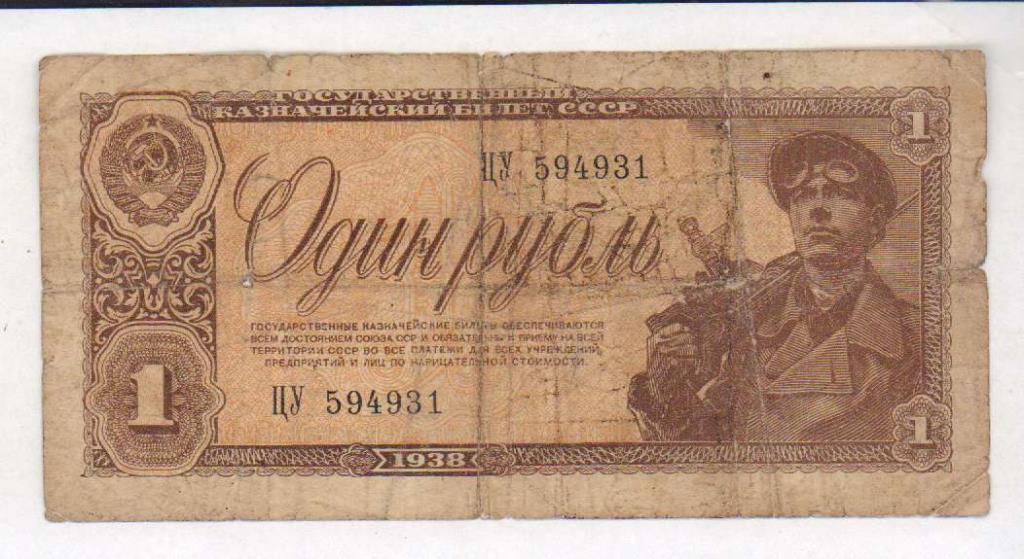 ГОСУДАРСТВЕННЫЙ
КАЗНАЧЕЙСКИЙ БИЛЕТ СССР
1
ЦУ 594931
Один рубль
ГОСУДАРСТВЕННЫЕ КАЗНАЧЕЙСКИЕ БИЛЕТЫ ОБЕСПЕЧИВАЮТСЯ
ВСЕМ ДОСТОЯНИЕМ СОЮЗА ССР И ОБЯЗАТЕЛЬНЫ К ПРИЕМУ НА ВСЕЙ
ТЕРРИТОРИИ СССР ВО ВСЕ ПЛАТЕЖИ ДЛЯ ВСЕХ УЧРЕЖДЕНИЙ,
ПРЕДПРИЯТИЙ И ЛИЦ ПО НАРИЦАТЕЛЬНОЙ СТОИМОСТИ.
1
ЦУ 594931
1
1938